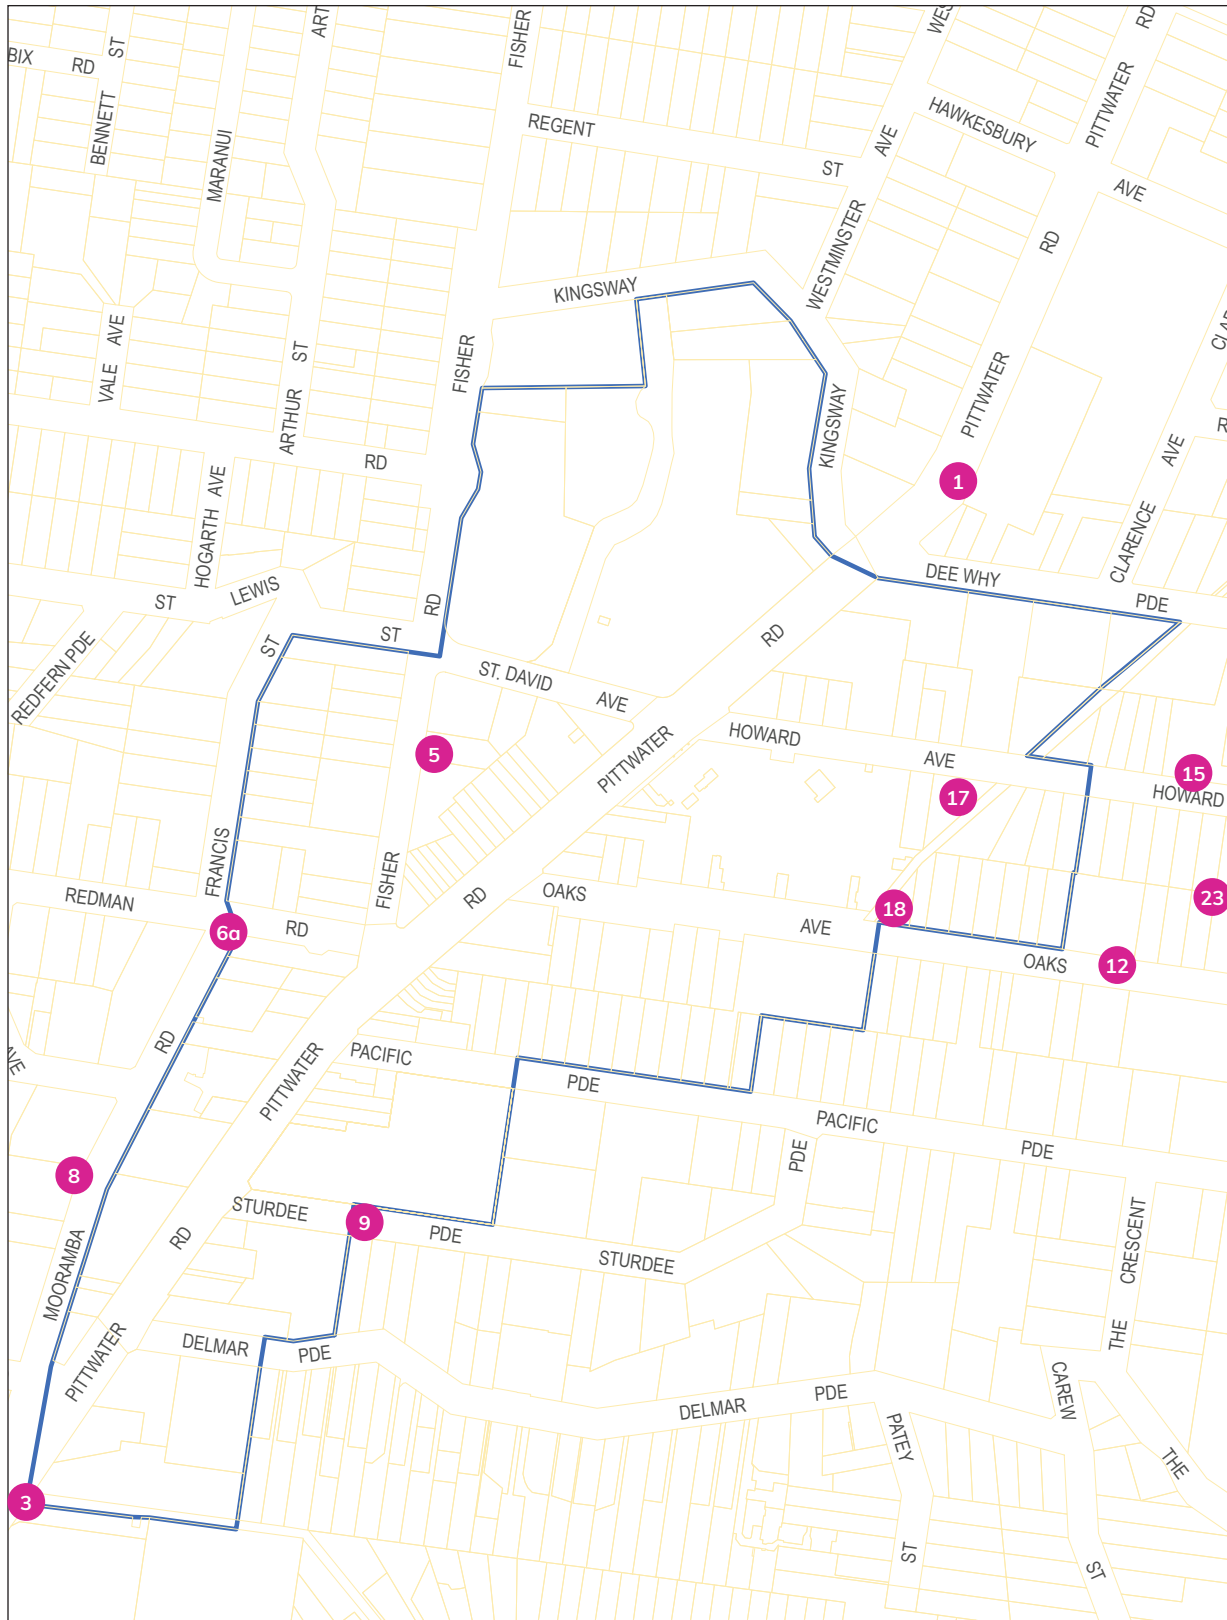 BIX
RD
ST
BENNETT
MARANUI
ART
FISHER
REGENT
ST
AVE
WES
HAWKESBURY
AVE
RD
PITTWATER
RD
WESTMINSTER
KINGSWAY
VALE AVE
ARTHUR ST
FISHER
RD
KINGSWAY
PITTWATER
CLAR
R
AVE
CLARENCE
1
HOGARTH AVE
LEWIS
ST
ST
REDFERN PDE
ST
RD
DEE WHY
PDE
ST. DAVID
AVE
RD
HOWARD
AVE
PITTWATER
5
17
15
HOWARD
FRANCIS
FISHER
REDMAN
RD
6a
RD
OAKS
AVE
18
23
OAKS
12
RD
AVE
PITTWATER
PACIFIC
PDE
PACIFIC
PDE
PDE
8
STURDEE
9
PDE
STURDEE
RD
MOORAMBA
THE CRESCENT
PITTWATER
DELMAR
PDE
DELMAR
PDE
CAREW
PATEY
THE
3
ST
ST